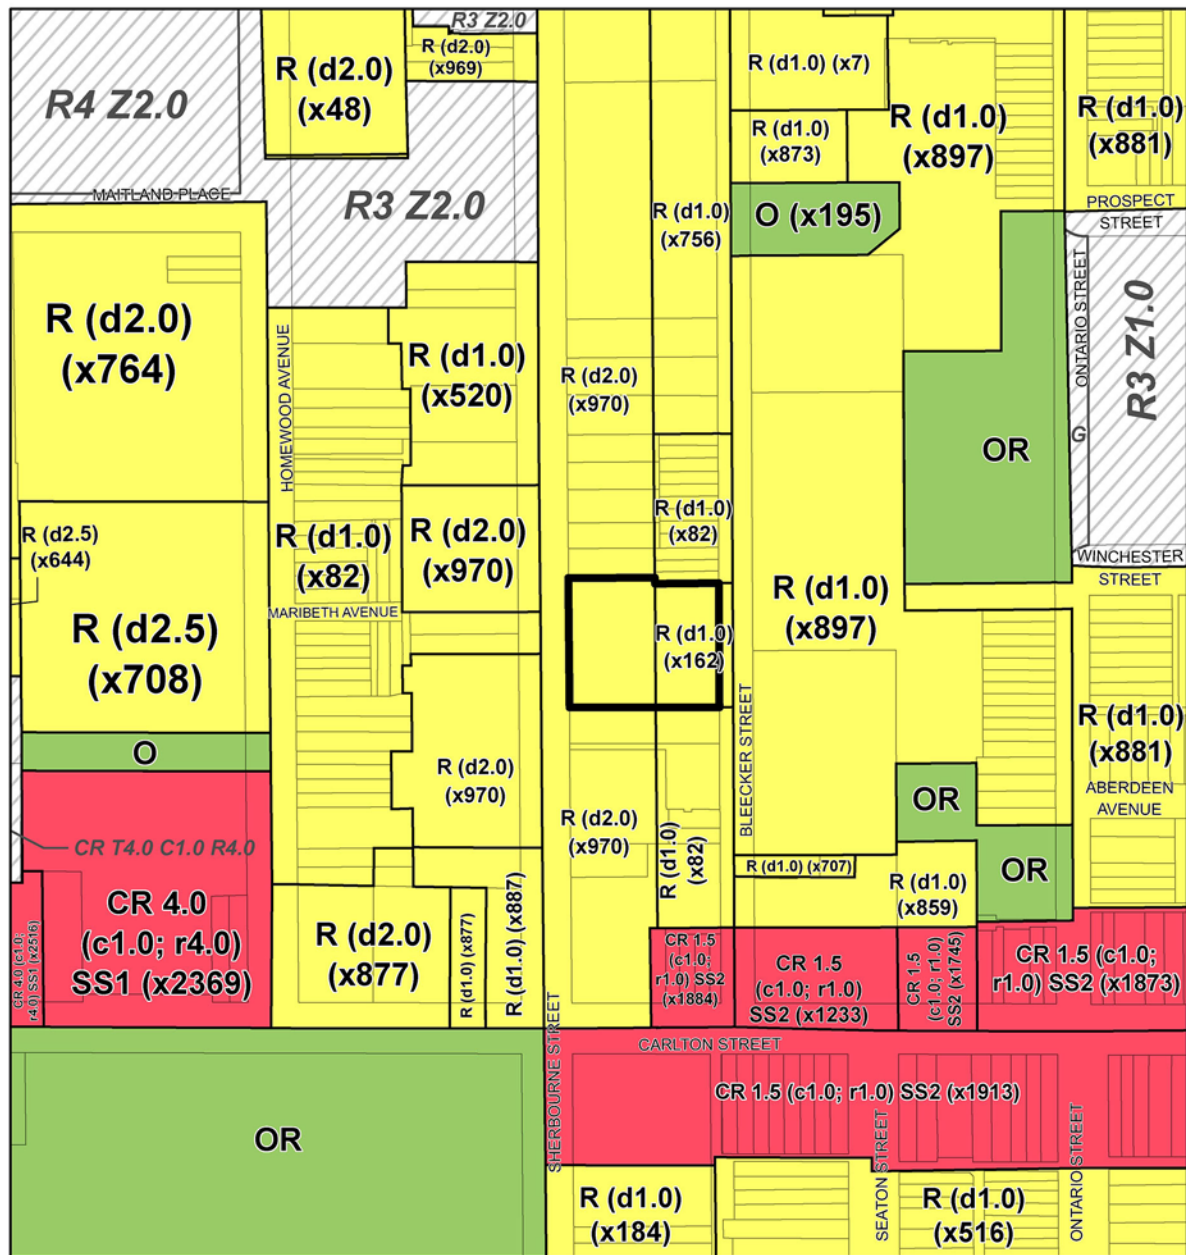 R3 Z2.0
R (d2.0)
(x969)
R (d2.0)
(x48)
R4 Z2.0
MAITLAND PLACE
R3 Z2.0
R (d1.0) (x7)
R (d1.0)
(x873)
R (d1.0)
(x897)
R (d1.0)
(x881)
PROSPECT
STREET
O (x195)
R (d1.0)
(x756)
R (d2.0)
(x764)
HOMEWOOD AVENUE
R (d1.0)
(x520)
R (d2.0)
(x970)
ONTARIO STREET
R3 Z1.0
G
OR
R (d2.5)
(x644)
R (d1.0)
(x82)
R (d2.0)
(x970)
R (d1.0)
(x82)
WINCHESTER
STREET
MARIBETH AVENUE
R (d2.5)
(x708)
R (d1.0)
(x162)
R (d1.0)
(x897)
BLEECKER STREET
R (d1.0)
(x881)
ABERDEEN
AVENUE
O
R (d2.0)
(x970)
R (d2.0)
(x970)
R (d1.0)
(x82)
OR
OR
CR T4.0 C1.0 R4.0
R (d1.0) (x707)
R (d1.0)
(x859)
CR 4.0 (c1.0;
r4.0) SS1 (x2516)
CR 4.0
(c1.0; r4.0)
SS1 (x2369)
R (d2.0)
(x877)
R (d1.0) (x877)
R (d1.0) (x887)
CR 1.5
(c1.0;
r1.0) SS2
(x1884)
CR 1.5
(c1.0; r1.0)
SS2 (x1233)
CR 1.5
(c1.0; r1.0)
SS2 (x1745)
CR 1.5 (c1.0;
r1.0) SS2 (x1873)
SHERBOURNE STREET
CARLTON STREET
CR 1.5 (c1.0; r1.0) SS2 (x1913)
OR
R (d1.0)
(x184)
SEATON STREET
R (d1.0)
(x516)
ONTARIO STREET